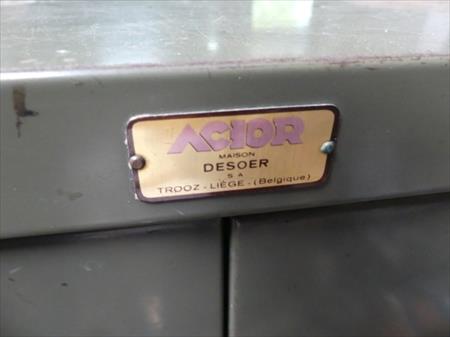 ACIOR
MAISON
DESOER
S A
TROOZ - LIÈGE - (Belgique)